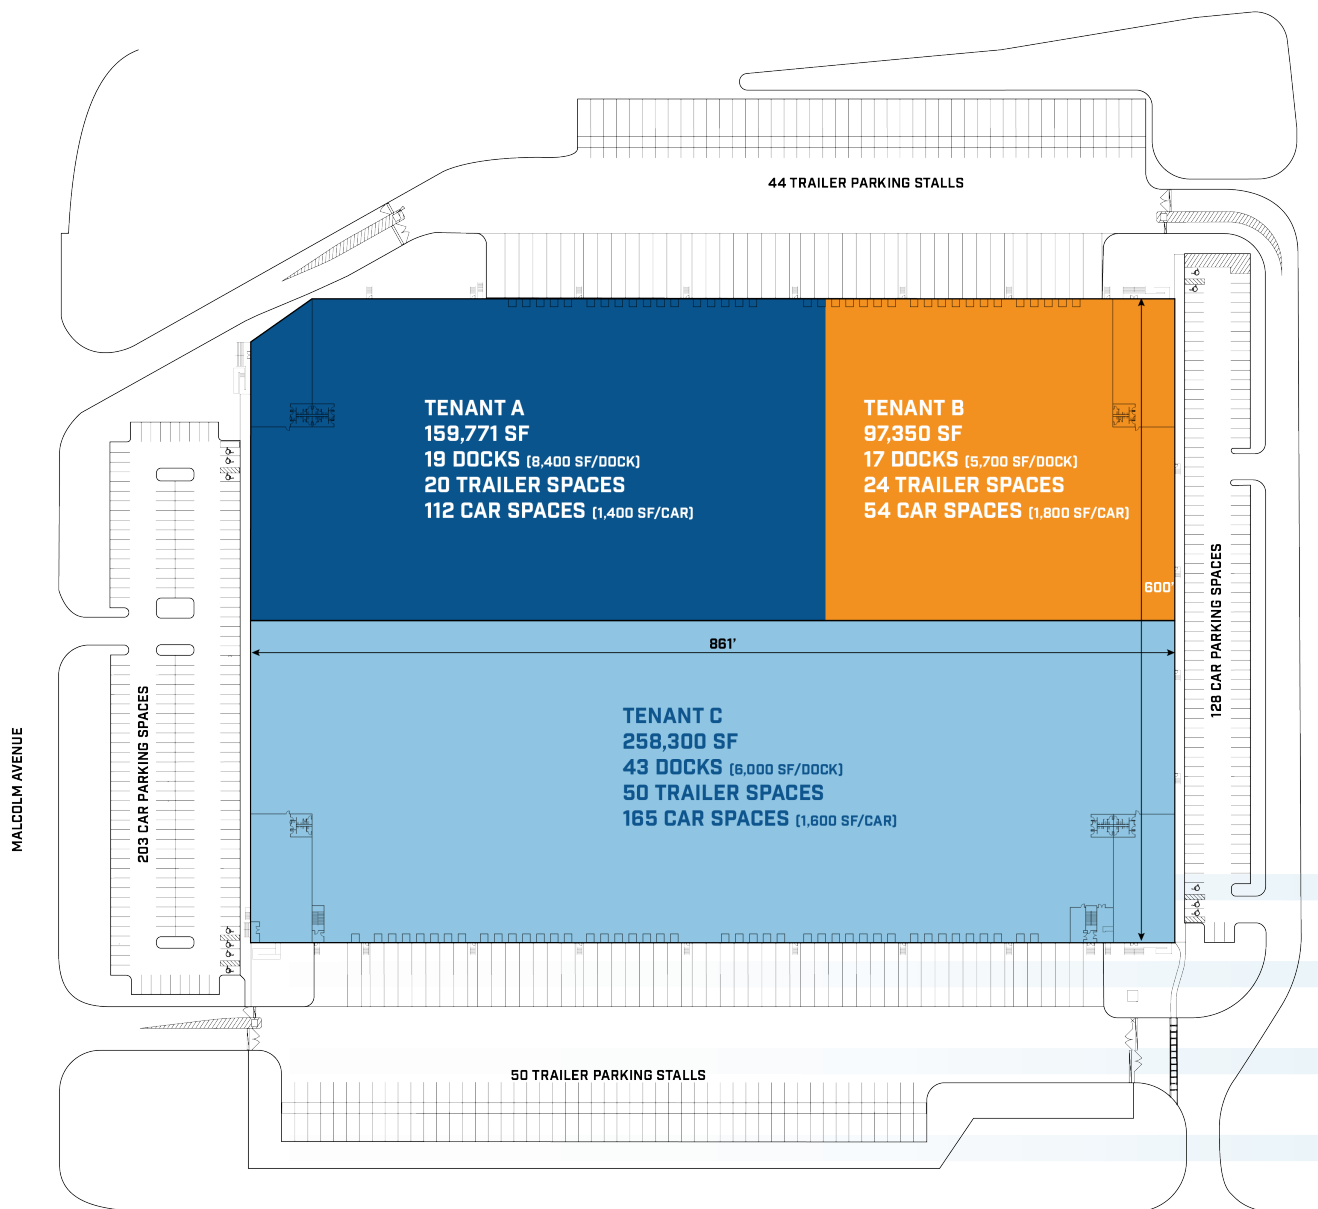 44 TRAILER PARKING STALLS
TENANT A
159,771 SF
19 DOCKS (8,400 SF/DOCK)
20 TRAILER SPACES
112 CAR SPACES (1,400 SF/CAR)
TENANT B
97,350 SF
17 DOCKS (5,700 SF/DOCK)
24 TRAILER SPACES
54 CAR SPACES (1,800 SF/CAR)
600'
861'
TENANT C
258,300 SF
43 DOCKS (6,000 SF/DOCK)
50 TRAILER SPACES
165 CAR SPACES (1,600 SF/CAR)
MALCOLM AVENUE
203 CAR PARKING SPACES
128 CAR PARKING SPACES
50 TRAILER PARKING STALLS